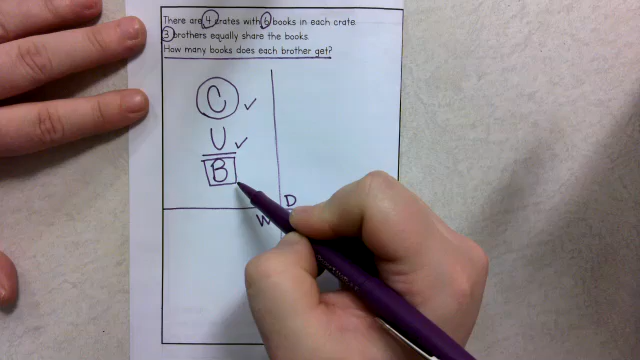 There are 4 crates with 6 books in each crate
3 brothers equally share the books
How many books does each brother get?
C
U
B
D
W